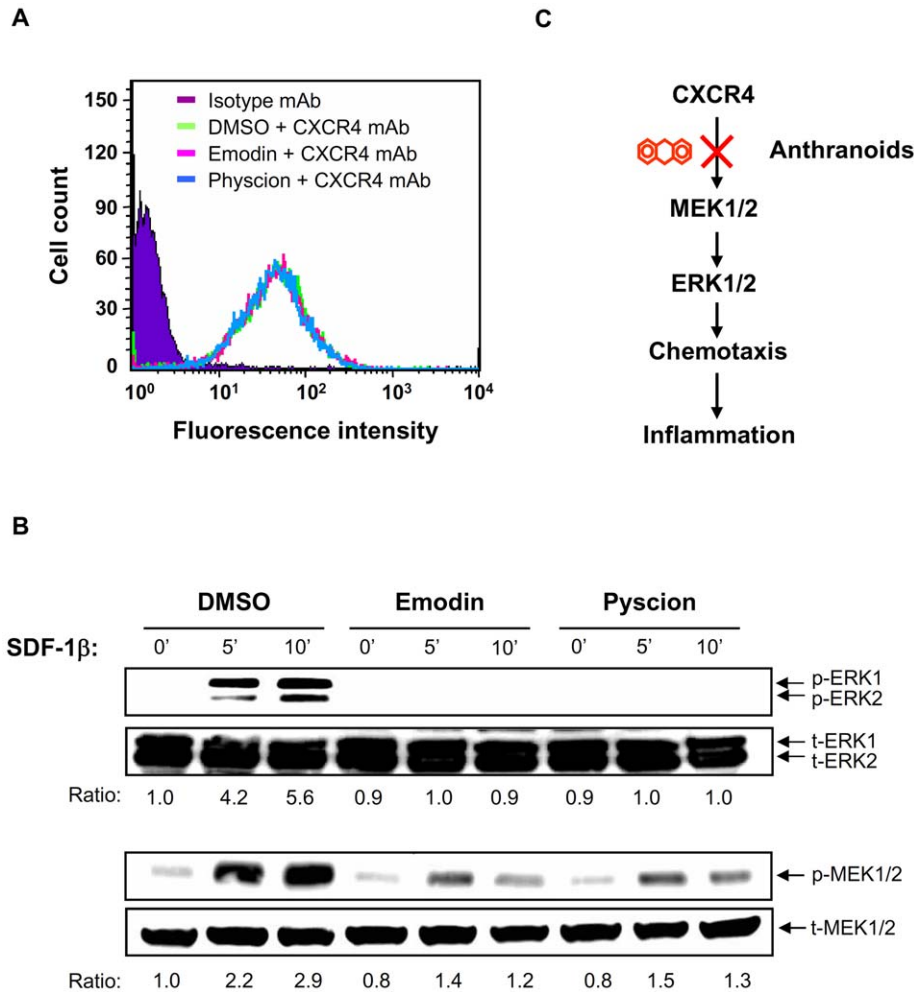 A
150
120
90
60
30
0
Cell count
Isotype mAb
DMSO + CXCR4 mAb
Emodin + CXCR4 mAb
Physcion + CXCR4 mAb
10⁰ 10¹ 10² 10³ 10⁴
Fluorescence intensity
C
CXCR4
Anthranoids
MEK1/2
ERK1/2
Chemotaxis
Inflammation
B
DMSO Emodin Pyscion
SDF-1β: 0’ 5’ 10’ 0’ 5’ 10’ 0’ 5’ 10’
p-ERK1
p-ERK2
t-ERK1
t-ERK2
Ratio: 1.0 4.2 5.6 0.9 1.0 0.9 0.9 1.0 1.0
p-MEK1/2
t-MEK1/2
Ratio: 1.0 2.2 2.9 0.8 1.4 1.2 0.8 1.5 1.3